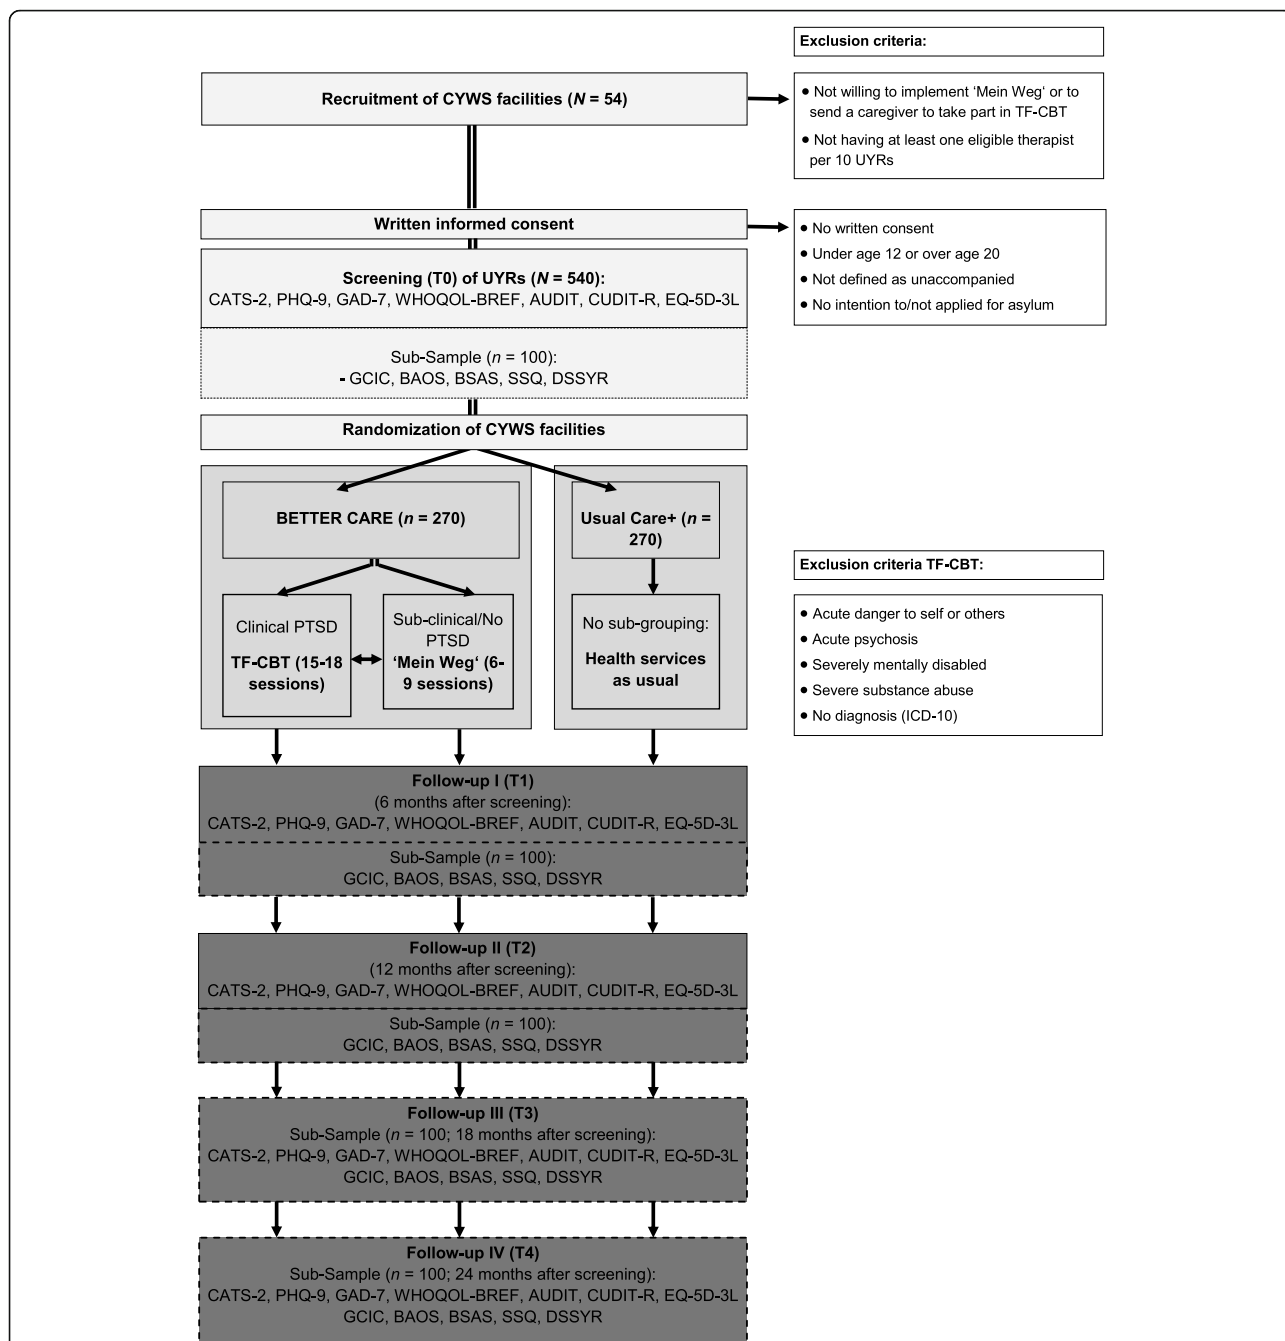 Exclusion criteria:
Recruitment of CYWS facilities (N = 54)
● Not willing to implement ‘Mein Weg‘ or to
send a caregiver to take part in TF-CBT
● Not having at least one eligible therapist
per 10 UYRs
Written informed consent
● No written consent
● Under age 12 or over age 20
● Not defined as unaccompanied
● No intention to/not applied for asylum
Screening (T0) of UYRs (N = 540):
CATS-2, PHQ-9, GAD-7, WHOQOL-BREF, AUDIT, CUDIT-R, EQ-5D-3L
Sub-Sample (n = 100):
- GCIC, BAOS, BSAS, SSQ, DSSYR
Randomization of CYWS facilities
BETTER CARE (n = 270)
Usual Care+ (n =
270)
Clinical PTSD
TF-CBT (15-18
sessions)
Sub-clinical/No
PTSD
‘Mein Weg‘ (6-
9 sessions)
No sub-grouping:
Health services
as usual
Exclusion criteria TF-CBT:
● Acute danger to self or others
● Acute psychosis
● Severely mentally disabled
● Severe substance abuse
● No diagnosis (ICD-10)
Follow-up I (T1)
(6 months after screening):
CATS-2, PHQ-9, GAD-7, WHOQOL-BREF, AUDIT, CUDIT-R, EQ-5D-3L
Sub-Sample (n = 100):
GCIC, BAOS, BSAS, SSQ, DSSYR
Follow-up II (T2)
(12 months after screening):
CATS-2, PHQ-9, GAD-7, WHOQOL-BREF, AUDIT, CUDIT-R, EQ-5D-3L
Sub-Sample (n = 100):
GCIC, BAOS, BSAS, SSQ, DSSYR
Follow-up III (T3)
Sub-Sample (n = 100; 18 months after screening):
CATS-2, PHQ-9, GAD-7, WHOQOL-BREF, AUDIT, CUDIT-R, EQ-5D-3L
GCIC, BAOS, BSAS, SSQ, DSSYR
Follow-up IV (T4)
Sub-Sample (n = 100; 24 months after screening):
CATS-2, PHQ-9, GAD-7, WHOQOL-BREF, AUDIT, CUDIT-R, EQ-5D-3L
GCIC, BAOS, BSAS, SSQ, DSSYR